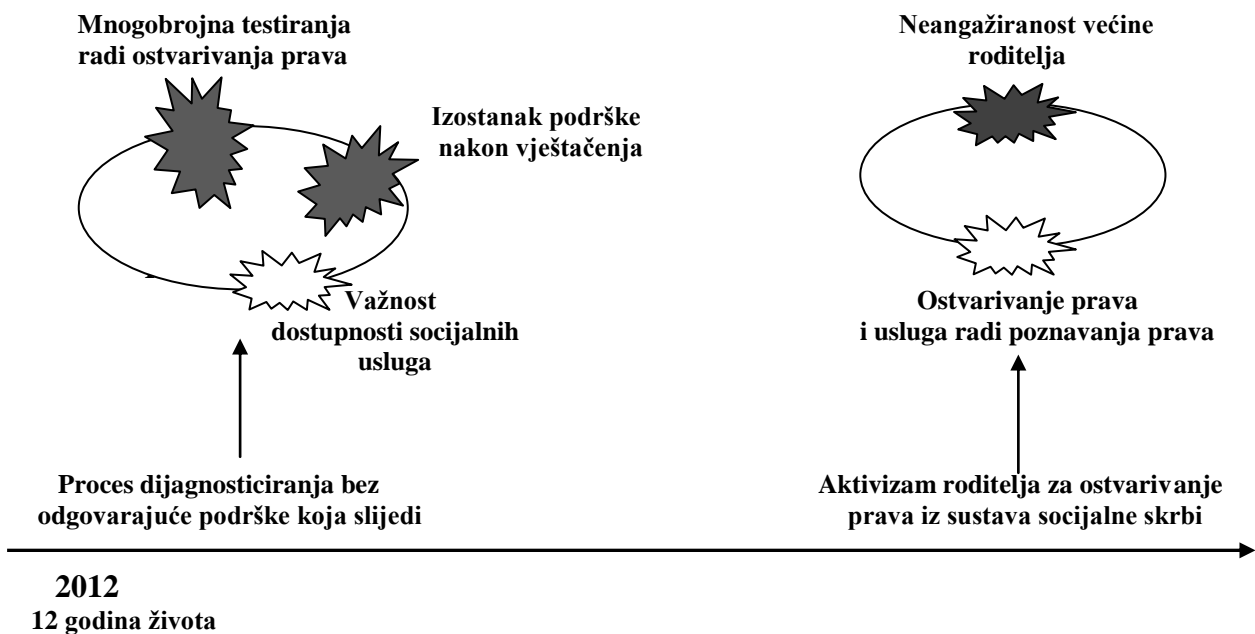 Mnogobrojna testiranja
radi ostvarivanja prava
Izostanak podrške
nakon vještačenja
Važnost
dostupnosti socijalnih
usluga
Proces dijagnosticiranja bez
odgovarajuće podrške koja slijedi
Neangažiranost većine
roditelja
Ostvarivanje prava
i usluga radi poznavanja prava
Aktivizam roditelja za ostvarivanje
prava iz sustava socijalne skrbi
2012
12 godina života